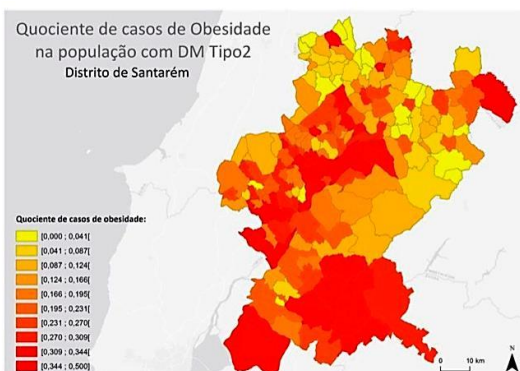 Quociente de casos de Obesidade
na população com DM Tipo2
Distrito de Santarém
Quociente de casos de obesidade:
[0,000 ; 0,041[
[0,041 ; 0,087[
[0,087 ; 0,124[
[0,124 ; 0,166[
[0,166 ; 0,195[
[0,195 ; 0,231[
[0,231 ; 0,270[
[0,270 ; 0,309[
[0,309 ; 0,344[
[0,344 ; 0,500]
0 10 km
N